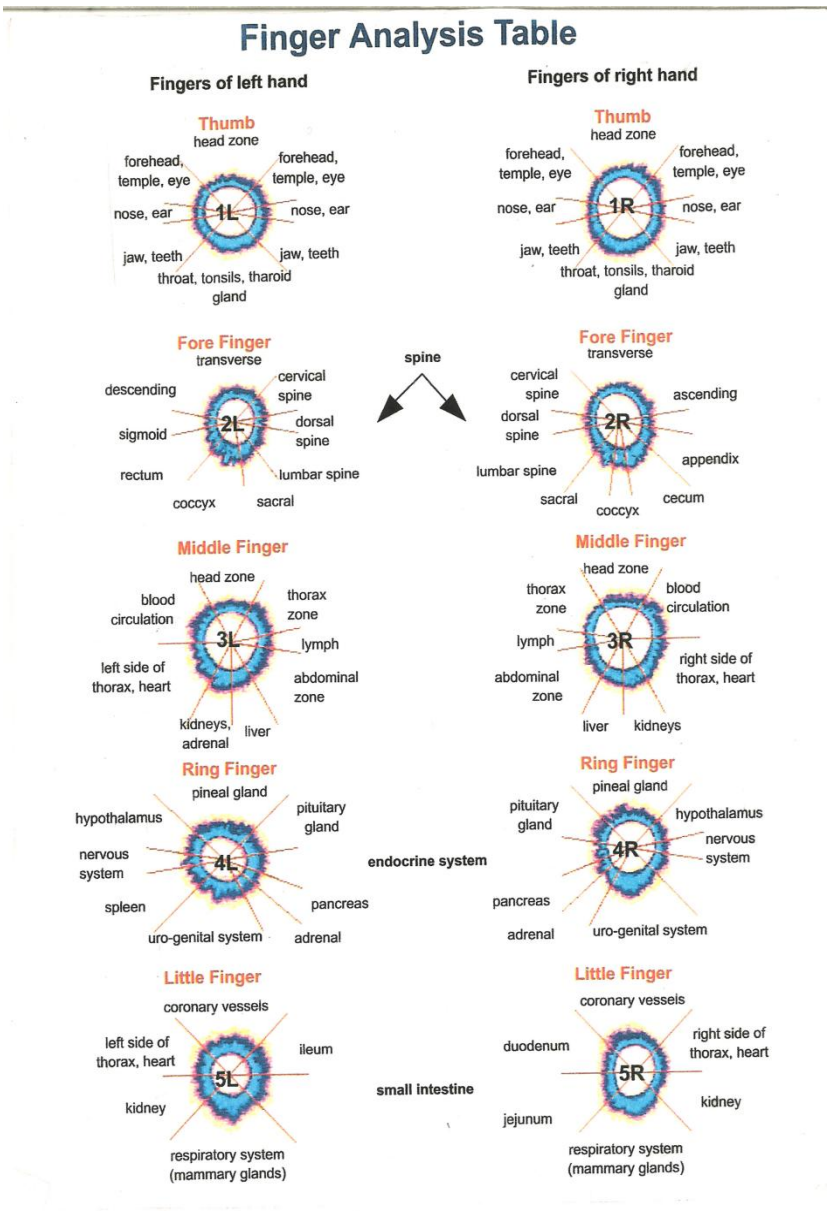 Finger Analysis Table
Fingers of left hand
Fingers of right hand
Thumb
head zone
forehead,
temple, eye
forehead,
temple, eye
nose, ear
1L
nose, ear
jaw, teeth
jaw, teeth
throat, tonsils, tharoid
gland
Thumb
head zone
forehead,
temple, eye
forehead,
temple, eye
nose, ear
1R
nose, ear
jaw, teeth
jaw, teeth
throat, tonsils, tharoid
gland
Fore Finger
transverse
descending
cervical
spine
2L
sigmoid
dorsal
spine
rectum
lumbar spine
coccyx
sacral
spine
Fore Finger
transverse
cervical
spine
ascending
dorsal
spine
2R
appendix
lumbar spine
sacral
coccyx
cecum
Middle Finger
head zone
blood
circulation
thorax
zone
3L
lymph
left side of
thorax, heart
abdominal
zone
kidneys,
adrenal
liver
Middle Finger
head zone
thorax
zone
blood
circulation
lymph
3R
right side of
thorax, heart
abdominal
zone
liver
kidneys
Ring Finger
pineal gland
hypothalamus
pituitary
gland
nervous
system
4L
spleen
pancreas
uro-genital system
adrenal
endocrine system
Ring Finger
pineal gland
pituitary
gland
hypothalamus
4R
nervous
system
pancreas
adrenal
uro-genital system
Little Finger
coronary vessels
left side of
thorax, heart
ileum
5L
kidney
respiratory system
(mammary glands)
small intestine
Little Finger
coronary vessels
duodenum
right side of
thorax, heart
5R
kidney
jejunum
respiratory system
(mammary glands)